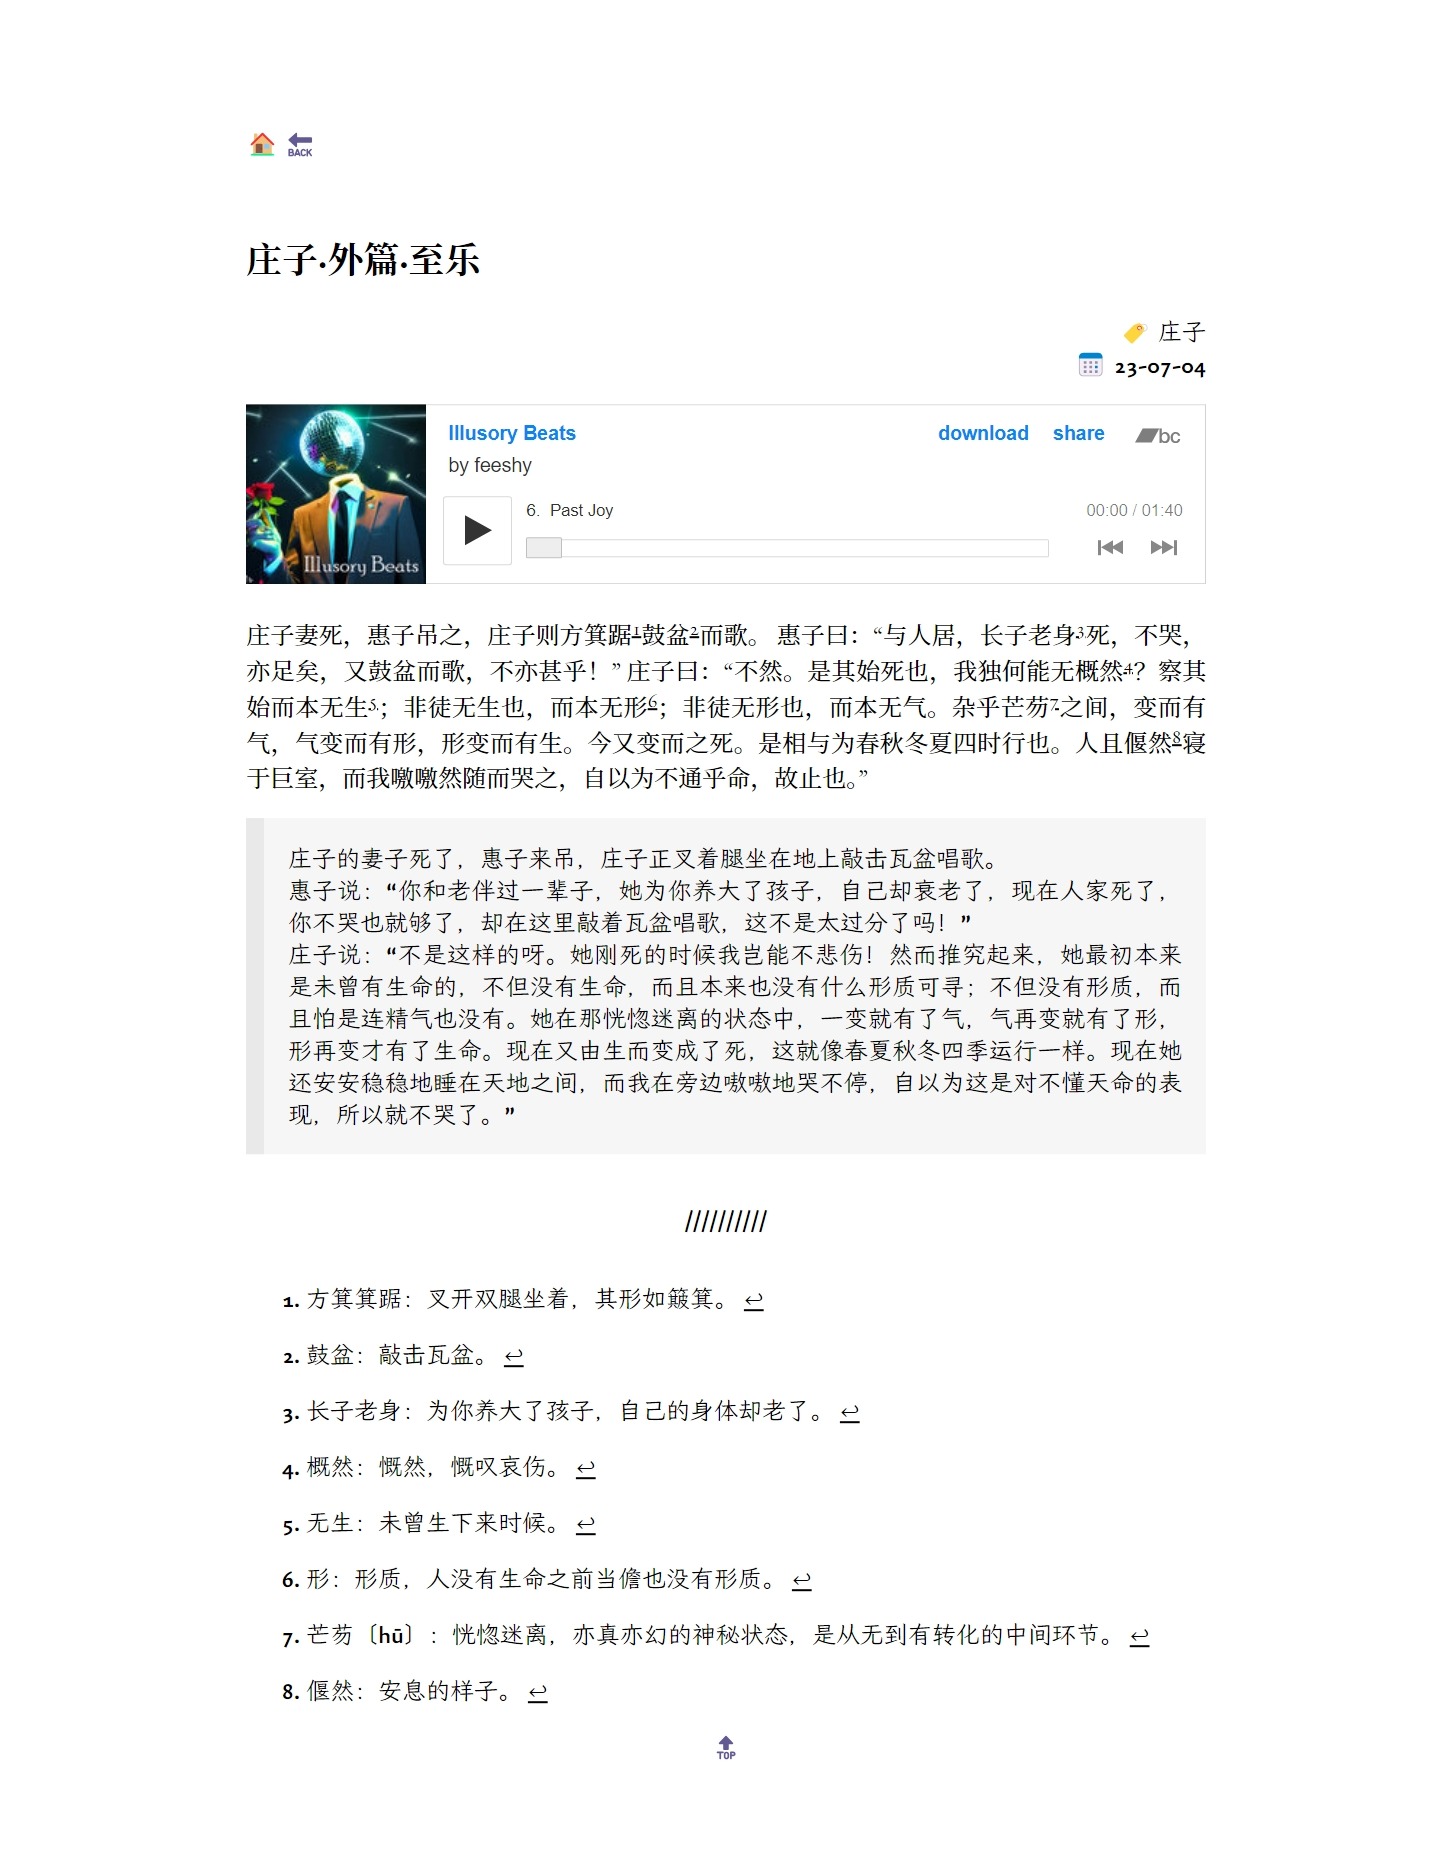 BACK
庄子·外篇·至乐
庄子
23-07-04
Illusory Beats
Illusory Beats
download share bc
by feeshy
6. Past Joy
00:00 / 01:40
庄子妻死，惠子吊之，庄子则方箕踞1鼓盆2而歌。 惠子曰：“与人居，长子老身3死，不哭，
亦足矣，又鼓盆而歌，不亦甚乎！” 庄子曰：“不然。是其始死也，我独何能无概然4？察其
始而本无生5；非徒无生也，而本无形6；非徒无形也，而本无气。杂乎芒芴7之间，变而有
气，气变而有形，形变而有生。今又变而之死。是相与为春秋冬夏四时行也。人且偃然8寝
于巨室，而我噭噭然随而哭之，自以为不通乎命，故止也。”
庄子的妻子死了，惠子来吊，庄子正叉着腿坐在地上敲击瓦盆唱歌。
惠子说：“你和老伴过一辈子，她为你养大了孩子，自己却衰老了，现在人家死了，
你不哭也就够了，却在这里敲着瓦盆唱歌，这不是太过分了吗！”
庄子说：“不是这样的呀。她刚死的时候我岂能不悲伤！然而推究起来，她最初本来
是未曾有生命的，不但没有生命，而且本来也没有什么形质可寻；不但没有形质，而
且怕是连精气也没有。她在那恍惚迷离的状态中，一变就有了气，气再变就有了形，
形再变才有了生命。现在又由生而变成了死，这就像春夏秋冬四季运行一样。现在她
还安安稳稳地睡在天地之间，而我在旁边嗷嗷地哭不停，自以为这是对不懂天命的表
现，所以就不哭了。”
//////////
1. 方箕箕踞：叉开双腿坐着，其形如簸箕。 ↩
2. 鼓盆：敲击瓦盆。 ↩
3. 长子老身：为你养大了孩子，自己的身体却老了。 ↩
4. 概然：慨然，慨叹哀伤。 ↩
5. 无生：未曾生下来时候。 ↩
6. 形：形质，人没有生命之前当儋也没有形质。 ↩
7. 芒芴〔hū〕：恍惚迷离，亦真亦幻的神秘状态，是从无到有转化的中间环节。 ↩
8. 偃然：安息的样子。 ↩
TOP